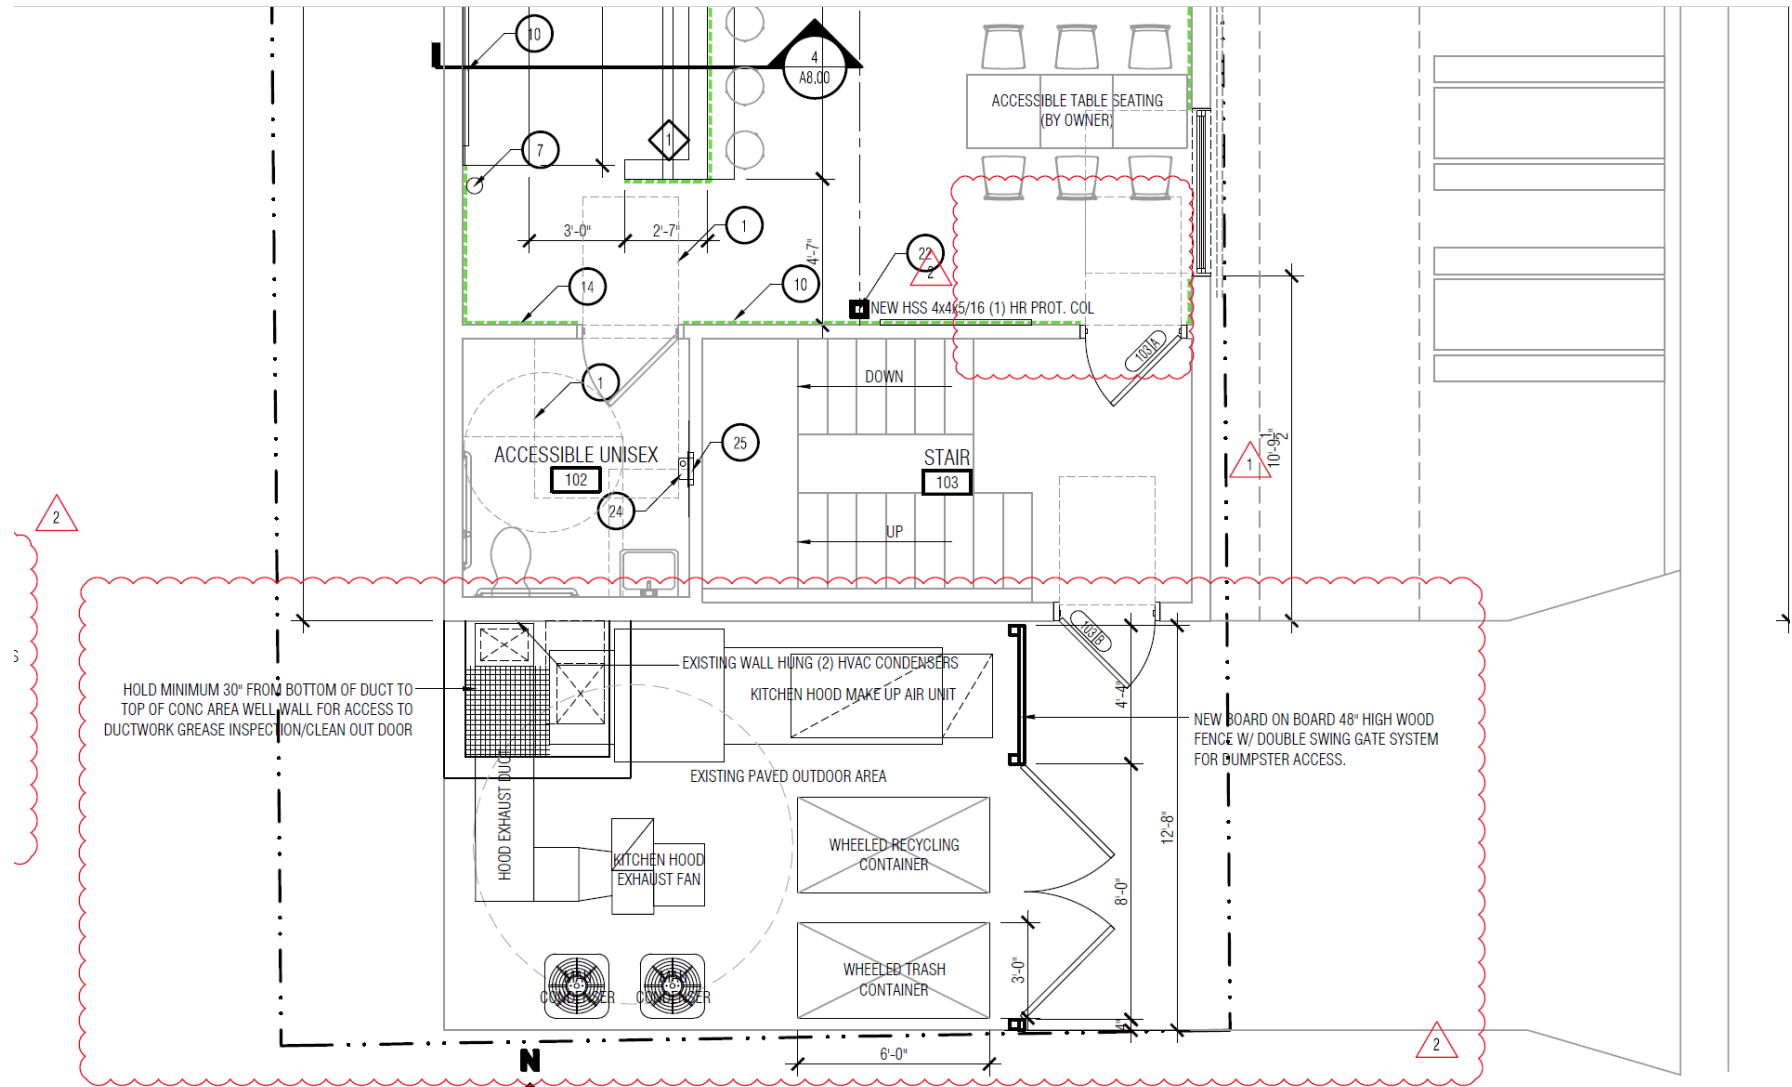 10
4
A8.00
ACCESSIBLE TABLE SEATING
(BY OWNER)
1
7
3'-0"
2'-7"
1
4'-7"
22
2
14
10
NEW HSS 4x4x5/16 (1) HR PROT. COL
103A
DOWN
1
ACCESSIBLE UNISEX
102
25
24
STAIR
103
UP
1
10'-9 1/2"
2
S
103B
EXISTING WALL HUNG (2) HVAC CONDENSERS
KITCHEN HOOD MAKE UP AIR UNIT
HOLD MINIMUM 30" FROM BOTTOM OF DUCT TO
TOP OF CONC AREA WELL WALL FOR ACCESS TO
DUCTWORK GREASE INSPECTION/CLEAN OUT DOOR
4'-4"
NEW BOARD ON BOARD 48" HIGH WOOD
FENCE W/ DOUBLE SWING GATE SYSTEM
FOR DUMPSTER ACCESS.
EXISTING PAVED OUTDOOR AREA
HOOD EXHAUST DUCT
KITCHEN HOOD
EXHAUST FAN
WHEELED RECYCLING
CONTAINER
12'-8"
8'-0"
WHEELED TRASH
CONTAINER
3'-0"
CONDENSER
CONDENSER
4"
6'-0"
2
N